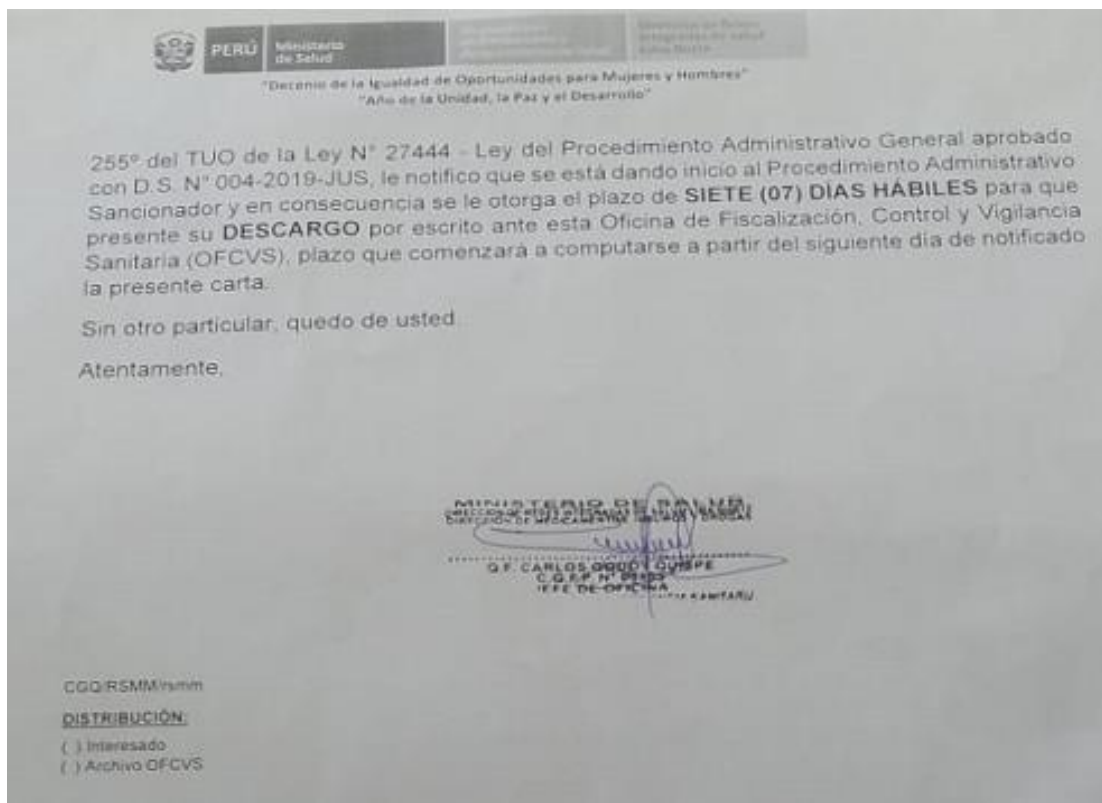 PERÚ Ministerio de Salud
"Decenio de la Igualdad de Oportunidades para Mujeres y Hombres"
"Año de la Unidad, la Paz y el Desarrollo"
255º del TUO de la Ley N° 27444 - Ley del Procedimiento Administrativo General aprobado
con D.S. N° 004-2019-JUS, le notifico que se está dando inicio al Procedimiento Administrativo
Sancionador y en consecuencia se le otorga el plazo de SIETE (07) DÍAS HÁBILES para que
presente su DESCARGO por escrito ante esta Oficina de Fiscalización, Control y Vigilancia
Sanitaria (OFCVS), plazo que comenzará a computarse a partir del siguiente día de notificado
la presente carta.
Sin otro particular, quedo de usted
Atentamente,
MINISTERIO DE SALUD
Q.F. CARLOS QUISPE
C.Q.F.P. N°
JEFE DE OFICINA
CGQ/RSMM/rsmm
DISTRIBUCIÓN:
( ) Interesado
( ) Archivo OFCVS